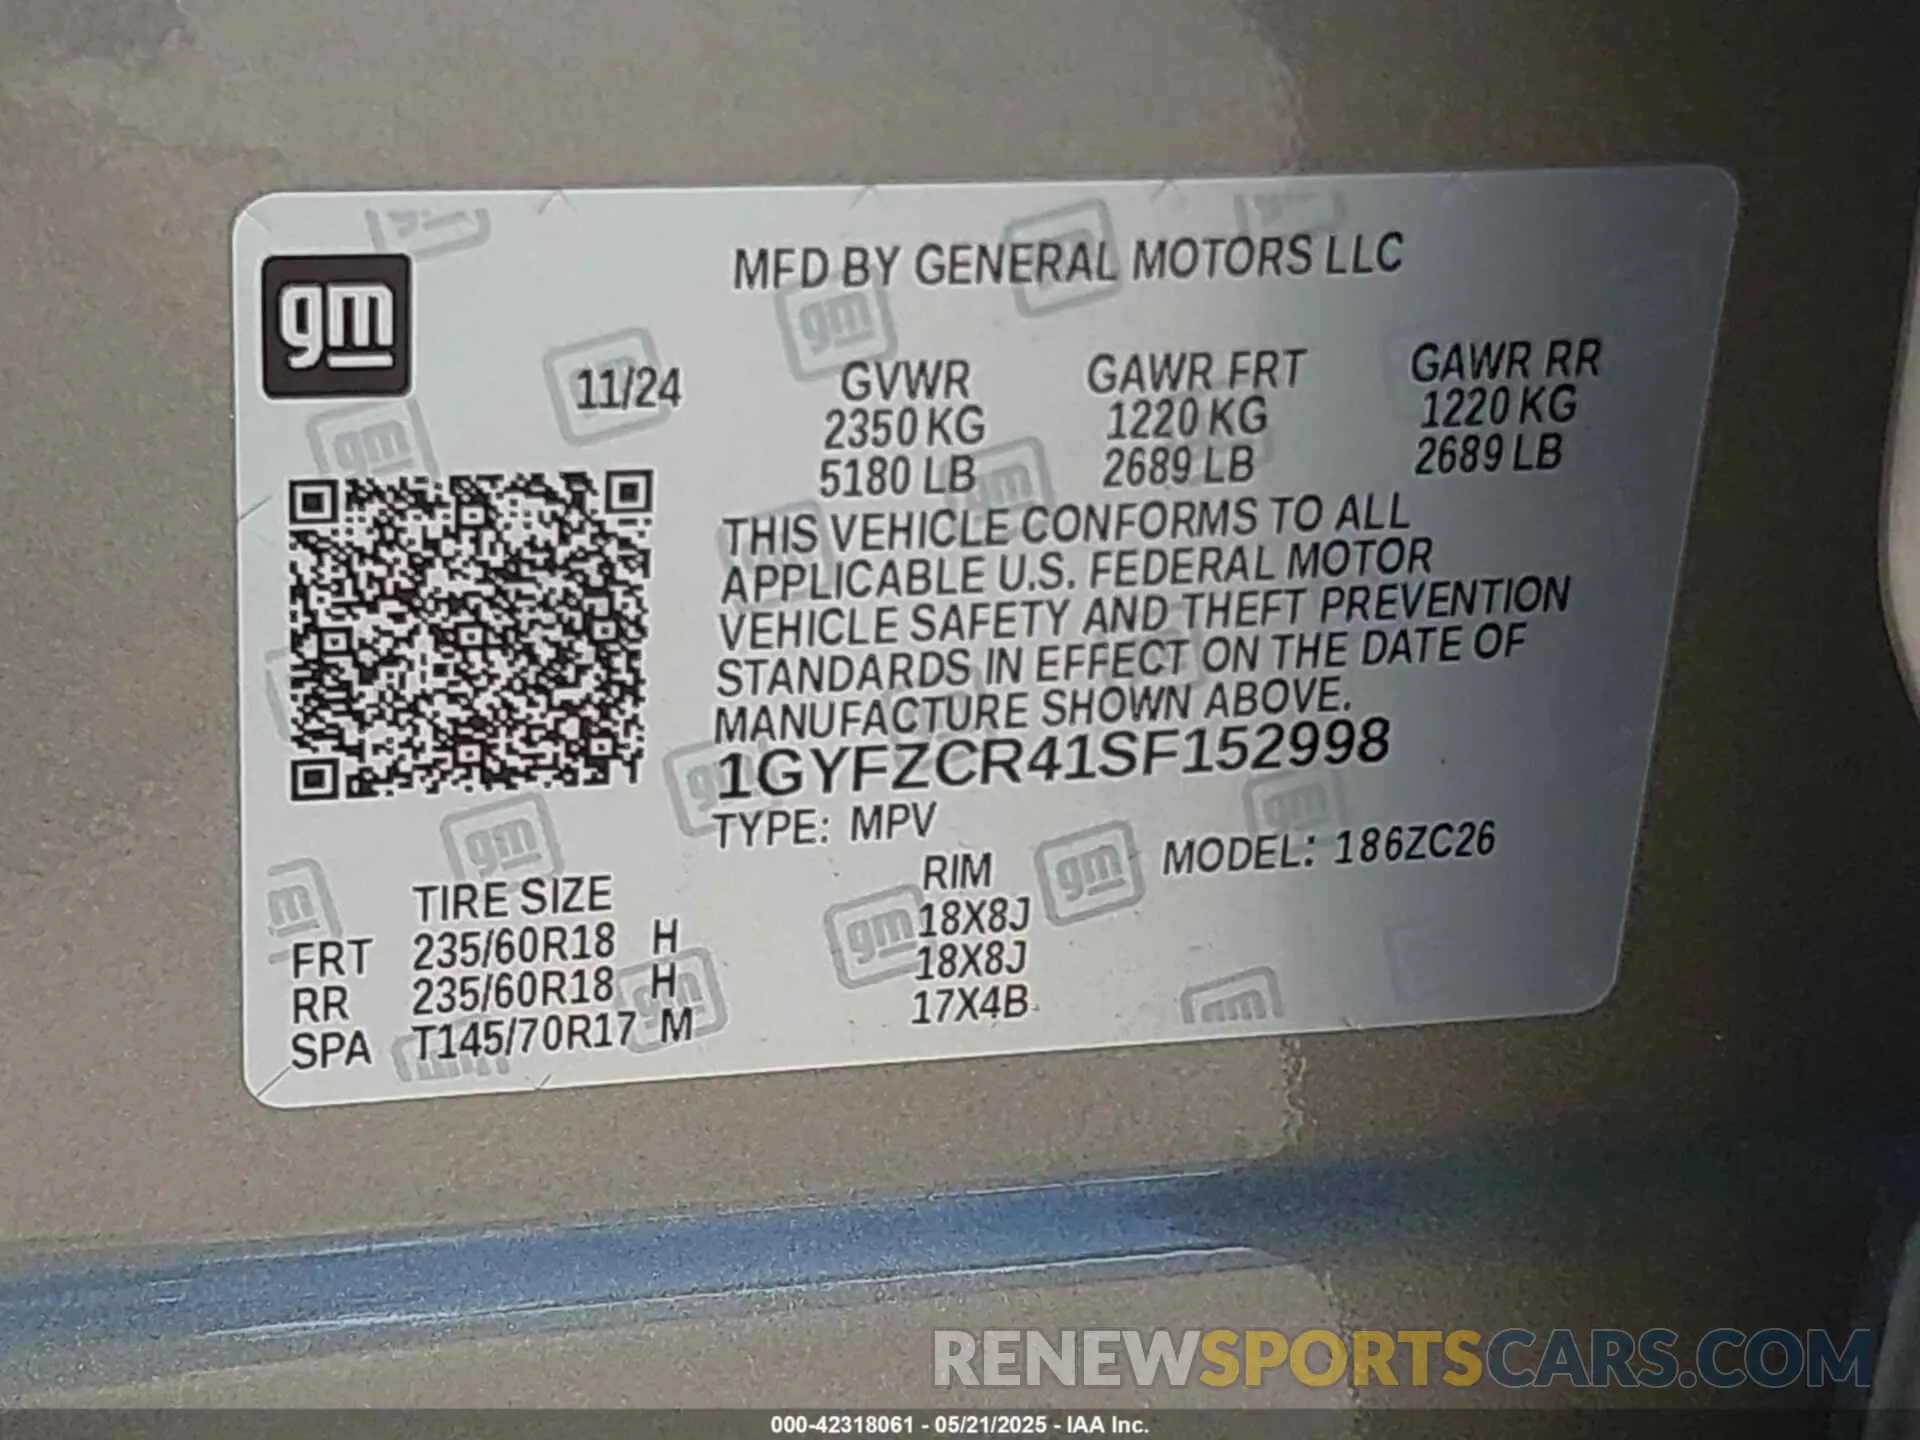 gm
MFD BY GENERAL MOTORS LLC
11/24
GVWR GAWR FRT GAWR RR
2350 KG 1220 KG 1220 KG
5180 LB 2689 LB 2689 LB
THIS VEHICLE CONFORMS TO ALL
APPLICABLE U.S. FEDERAL MOTOR
VEHICLE SAFETY AND THEFT PREVENTION
STANDARDS IN EFFECT ON THE DATE OF
MANUFACTURE SHOWN ABOVE.
1GYFZCR41SF152998
TYPE: MPV MODEL: 186ZC26
TIRE SIZE RIM
FRT 235/60R18 H 18X8J
RR 235/60R18 H 18X8J
SPA T145/70R17 M 17X4B
RENEWSPORTSCARS.COM
000-42318061 - 05/21/2025 - IAA Inc.